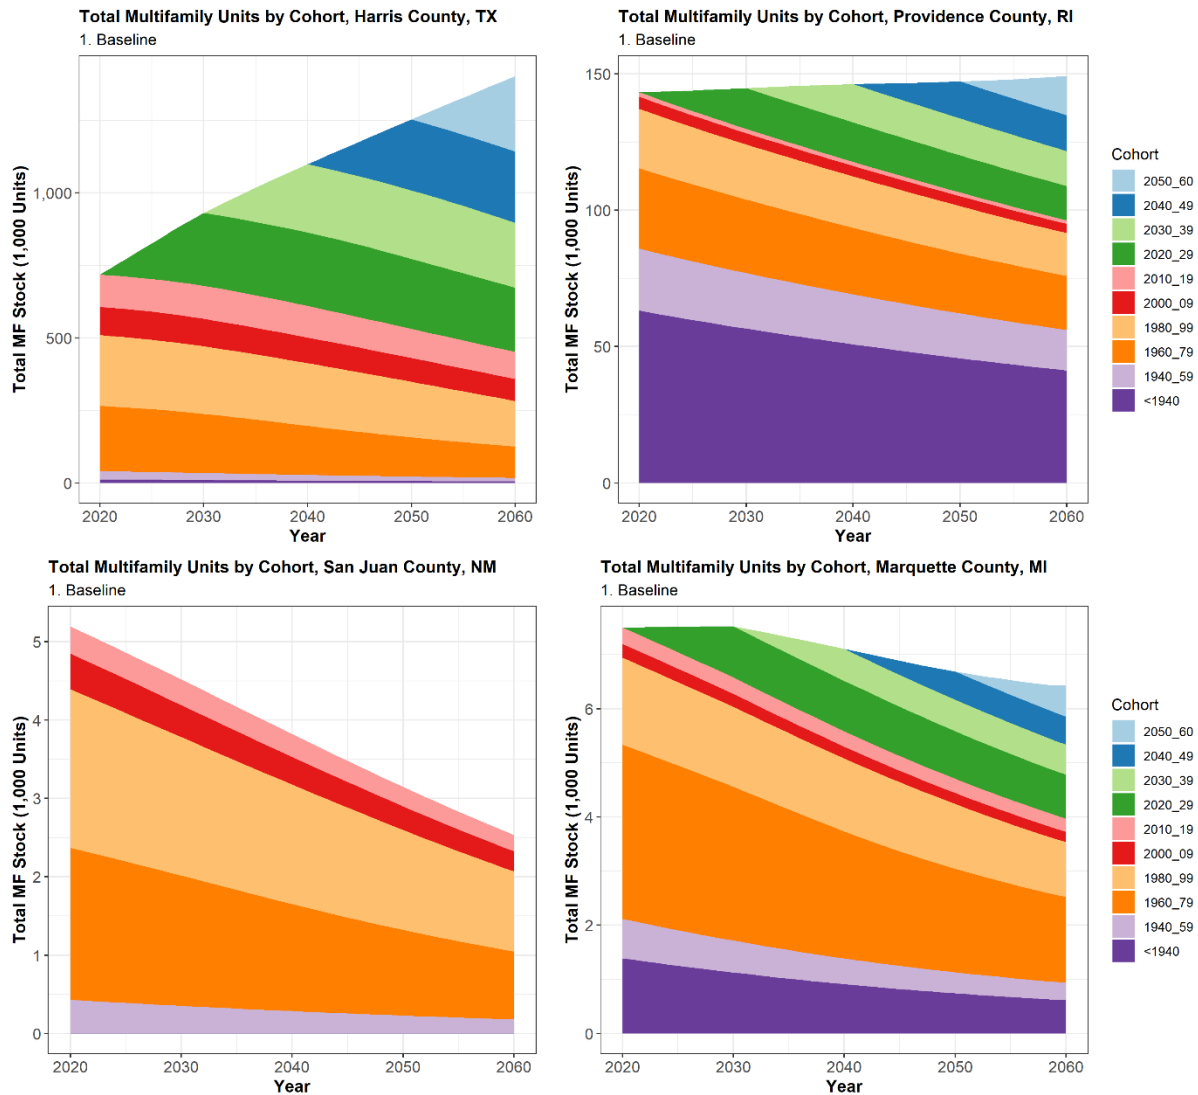 Total Multifamily Units by Cohort, Harris County, TX
1. Baseline
Total MF Stock (1,000 Units)
1,000
500
0
2020 2030 2040 2050 2060
Year
Total Multifamily Units by Cohort, Providence County, RI
1. Baseline
Total MF Stock (1,000 Units)
150
100
50
0
2020 2030 2040 2050 2060
Year
Cohort
2050_60
2040_49
2030_39
2020_29
2010_19
2000_09
1980_99
1960_79
1940_59
<1940
Total Multifamily Units by Cohort, San Juan County, NM
1. Baseline
Total MF Stock (1,000 Units)
5
4
3
2
1
0
2020 2030 2040 2050 2060
Year
Total Multifamily Units by Cohort, Marquette County, MI
1. Baseline
Total MF Stock (1,000 Units)
6
4
2
0
2020 2030 2040 2050 2060
Year
Cohort
2050_60
2040_49
2030_39
2020_29
2010_19
2000_09
1980_99
1960_79
1940_59
<1940